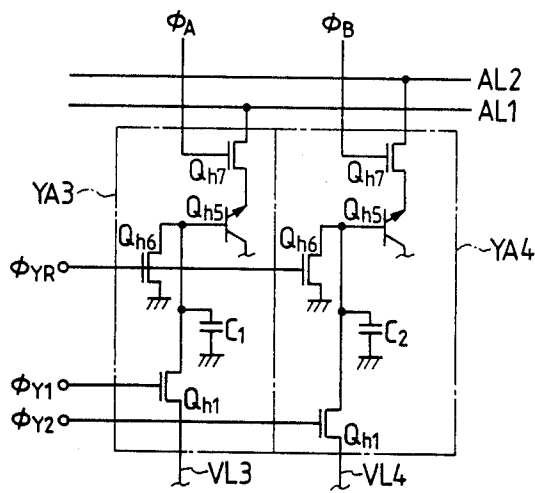 ϕA
ϕB
AL2
AL1
Qh7
Qh7
YA3
Qh5
Qh5
Qh6
Qh6
YA4
ϕYR
C1
C2
ϕY1
Qh1
ϕY2
Qh1
VL3
VL4